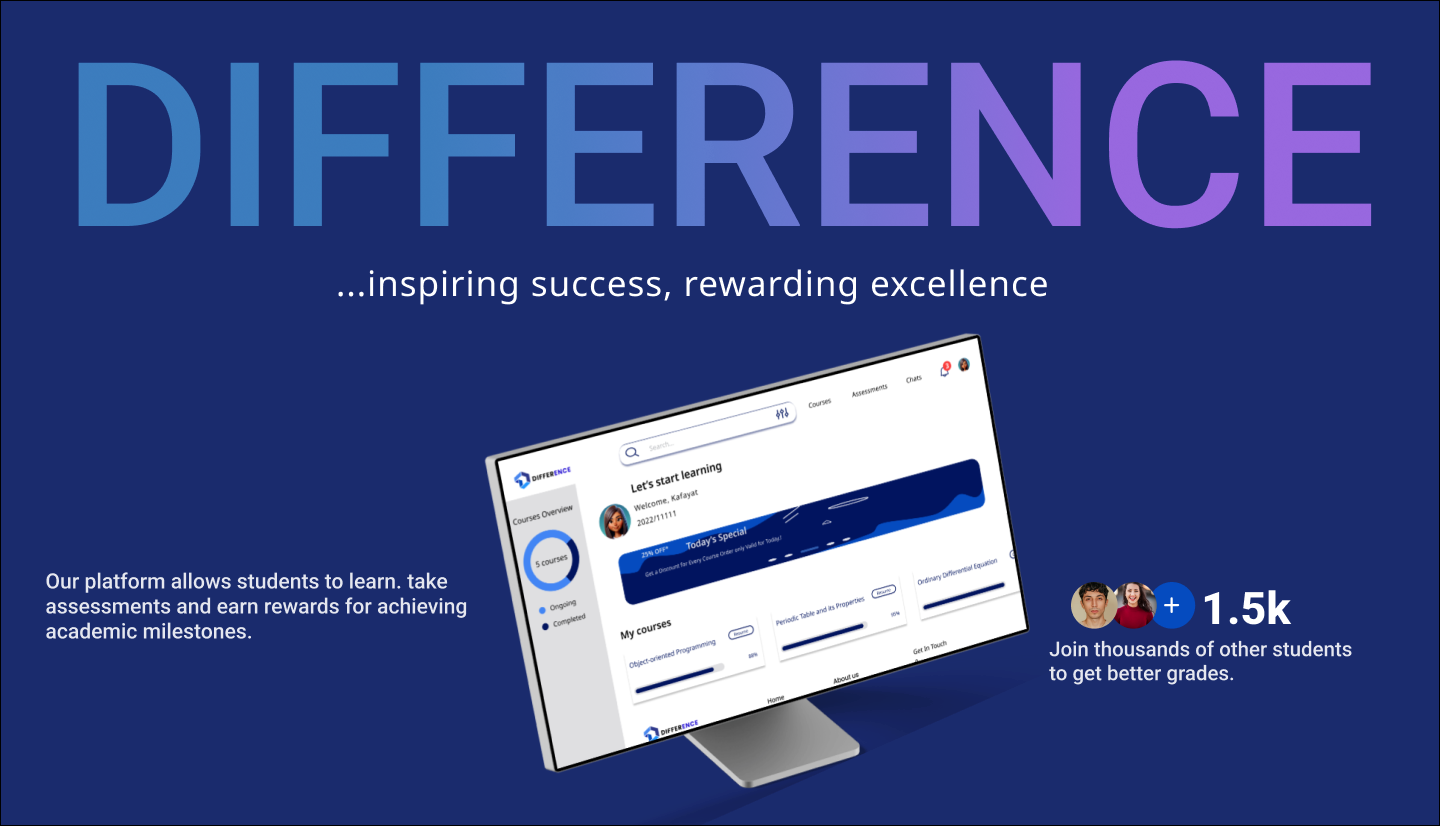 DIFFERENCE
...inspiring success, rewarding excellence
Courses
Assessments
Chats
3
Search...
DIFFERENCE
Let's start learning
Welcome, Kafayat
2022/11111
Courses Overview
5 courses
Ongoing
Completed
25% OFF*
Today's Special
Get a Discount for Every Course Order only Valid for Today!
My courses
Object-oriented Programming
Resume
88%
Periodic Table and its Properties
Resume
95%
Ordinary Differential Equation
DIFFERENCE
Home
About us
Get In Touch
Our platform allows students to learn. take
assessments and earn rewards for achieving
academic milestones.
+
1.5k
Join thousands of other students
to get better grades.